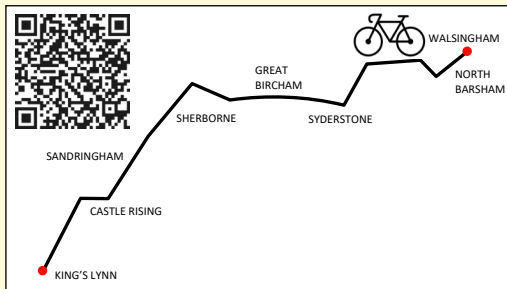 WALSINGHAM
GREAT
BIRCHAM
NORTH
BARSHAM
SHERBORNE
SYDERSTONE
SANDRINGHAM
CASTLE RISING
KING'S LYNN